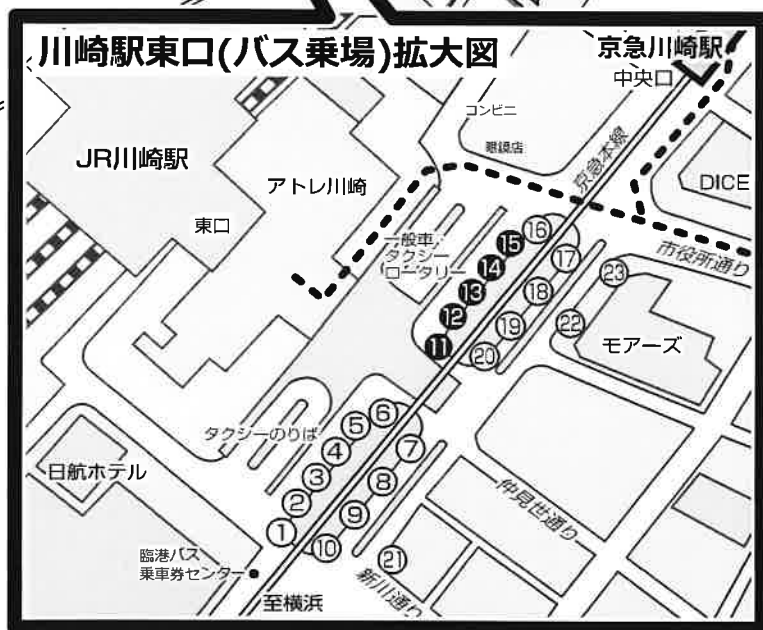 川崎駅東口(バス乗場)拡大図
京急川崎駅
中央口
コンビニ
眼鏡店
京急本線
JR川崎駅
アトレ川崎
DICE
東口
一般車・
タクシー
ロータリー
市役所通り
⑯
⑮
⑰
⑭
⑬
⑱
㉓
⑫
⑲
㉒
⑪
⑳
モアーズ
タクシーのりば
⑥
⑤
④
⑦
③
⑧
②
⑨
①
⑩
日航ホテル
仲見世通り
臨港バス
乗車券センター
㉑
新川通り
至横浜